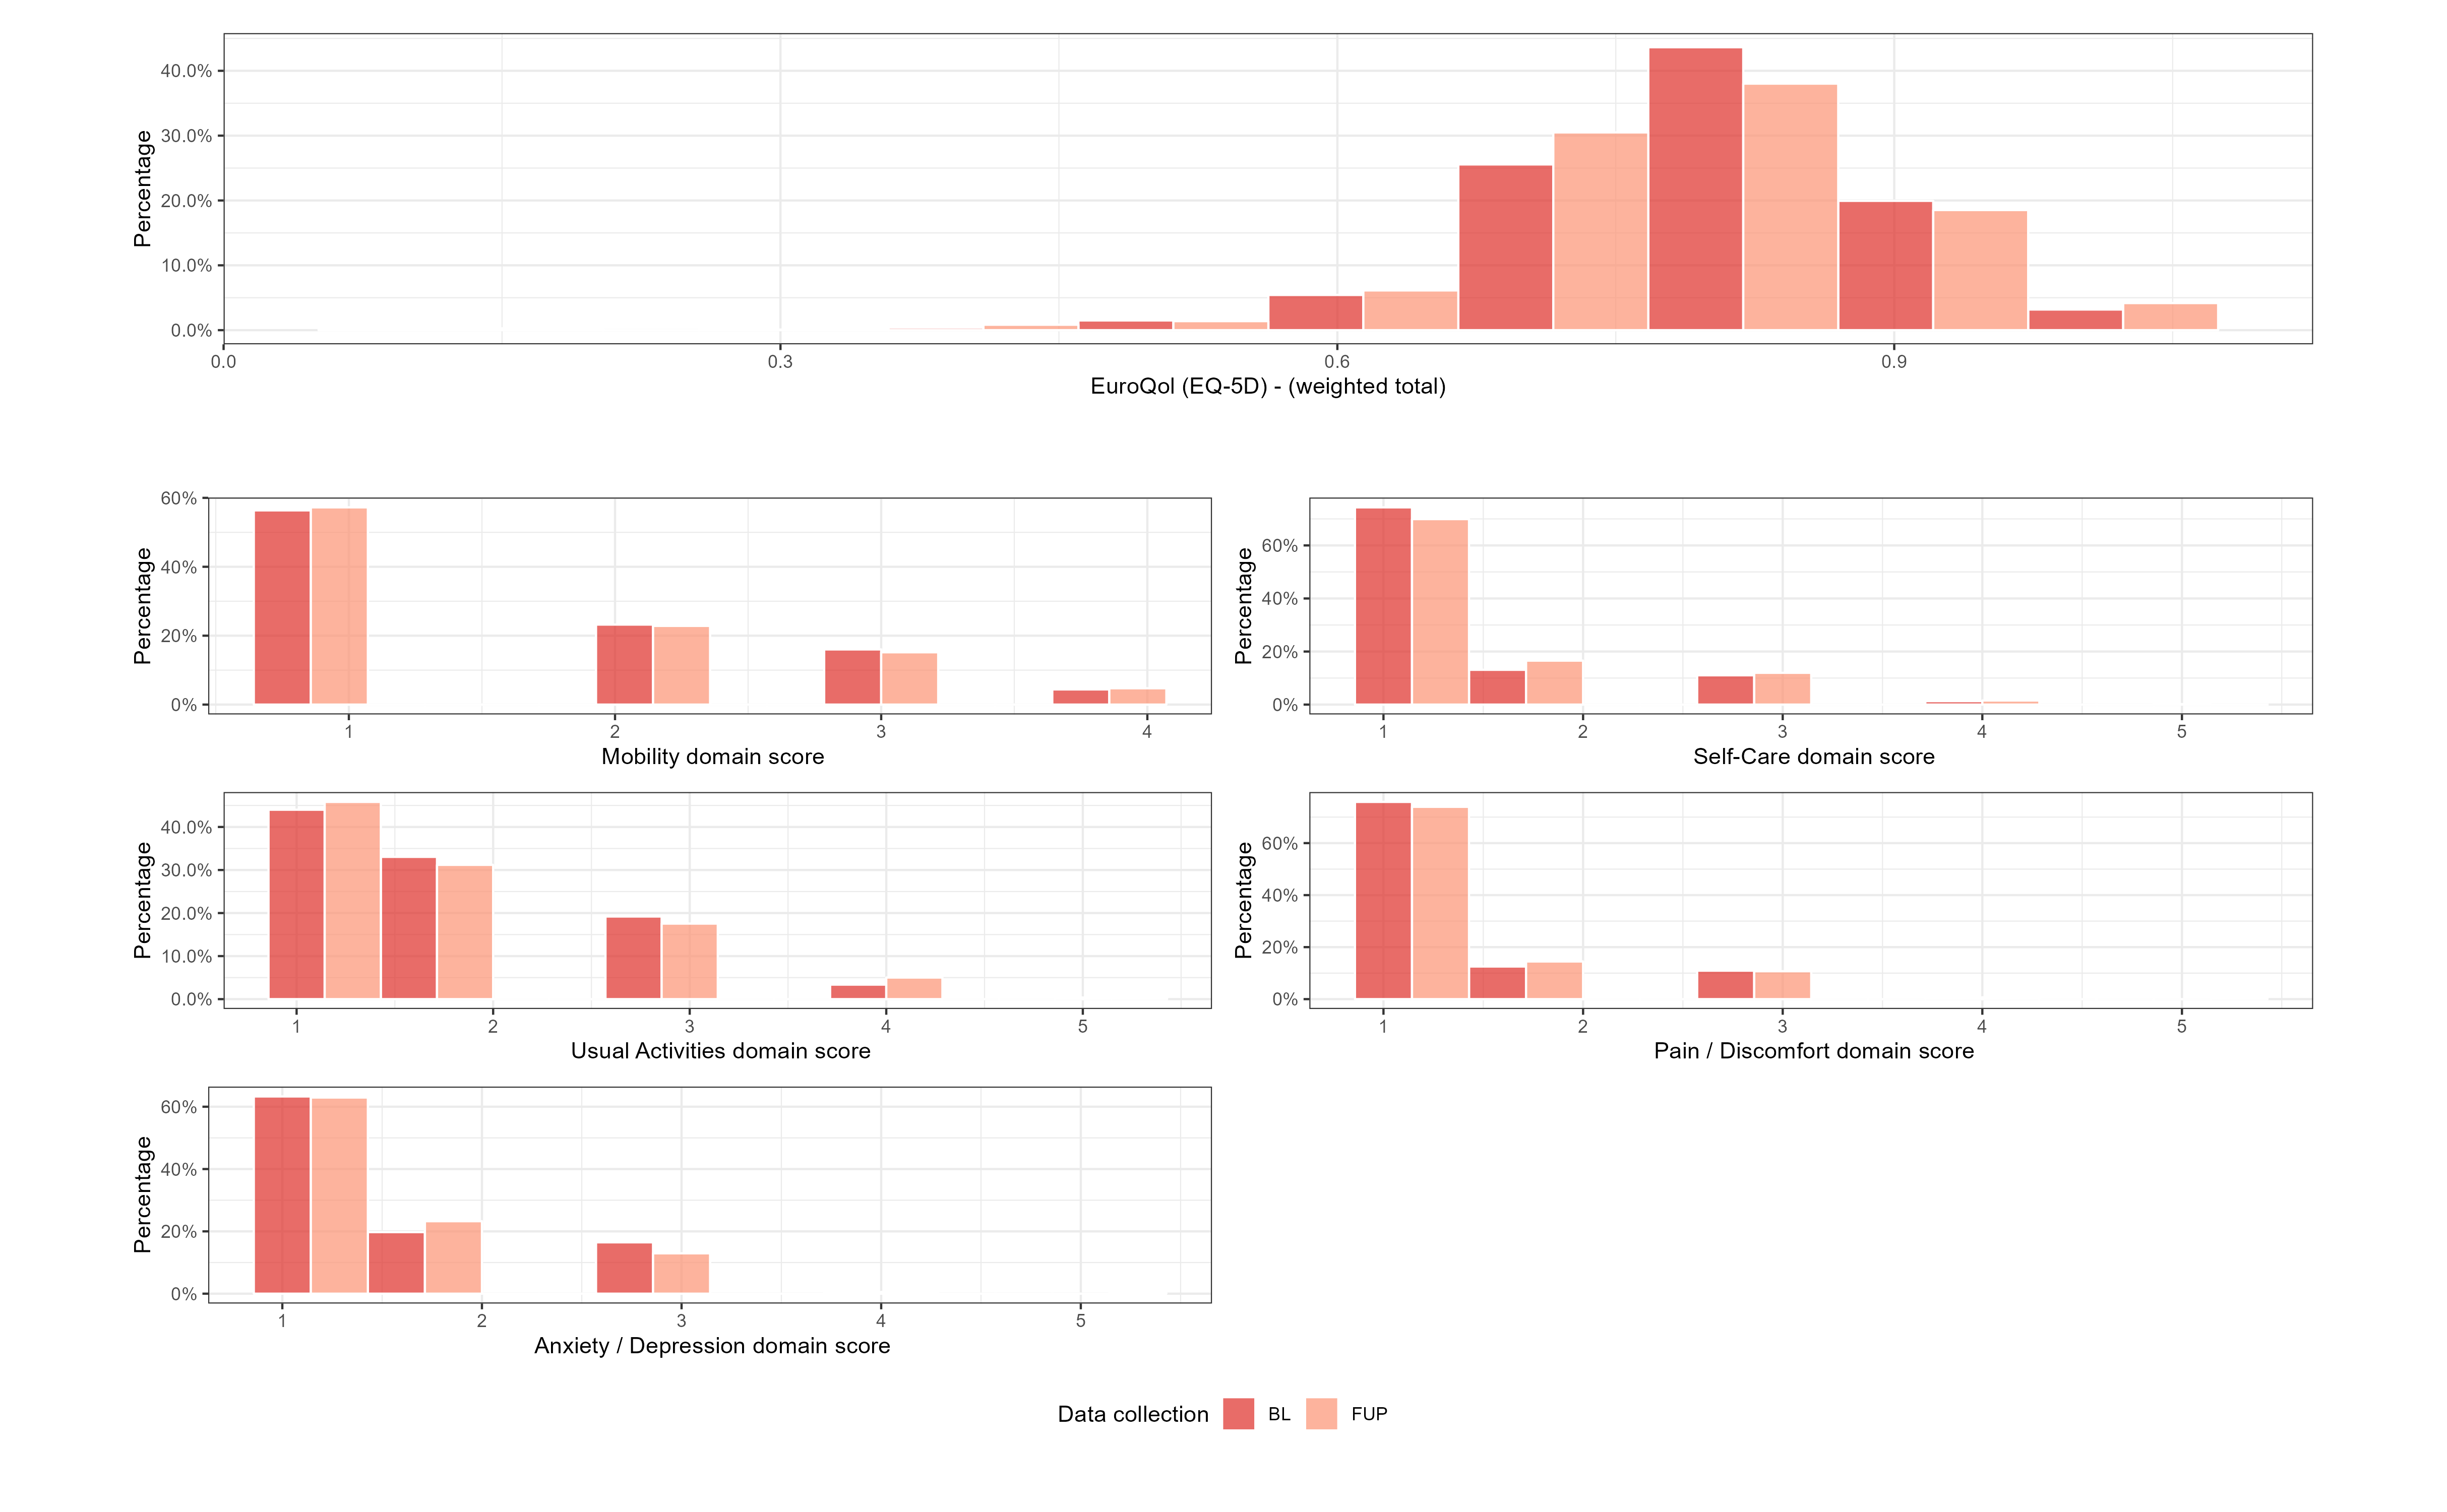 Percentage
40.0%
30.0%
20.0%
10.0%
0.0%
0.0 0.3 0.6 0.9
EuroQol (EQ-5D) - (weighted total)
Percentage
60%
40%
20%
0%
1 2 3 4
Mobility domain score
Percentage
60%
40%
20%
0%
1 2 3 4 5
Self-Care domain score
Percentage
40.0%
30.0%
20.0%
10.0%
0.0%
1 2 3 4 5
Usual Activities domain score
Percentage
60%
40%
20%
0%
1 2 3 4 5
Pain / Discomfort domain score
Percentage
60%
40%
20%
0%
1 2 3 4 5
Anxiety / Depression domain score
Data collection BL FUP